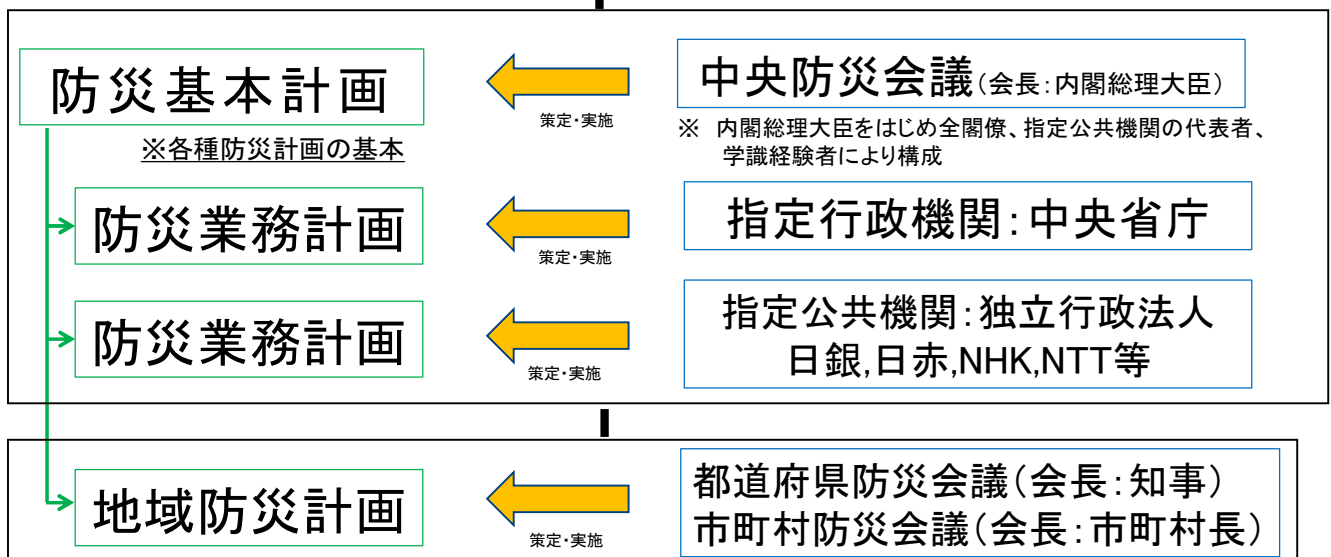 防災基本計画
策定・実施
中央防災会議(会長:内閣総理大臣)
※各種防災計画の基本
※ 内閣総理大臣をはじめ全閣僚、指定公共機関の代表者、
学識経験者により構成
防災業務計画
策定・実施
指定行政機関:中央省庁
防災業務計画
策定・実施
指定公共機関:独立行政法人
日銀,日赤,NHK,NTT等
地域防災計画
策定・実施
都道府県防災会議(会長:知事)
市町村防災会議(会長:市町村長)